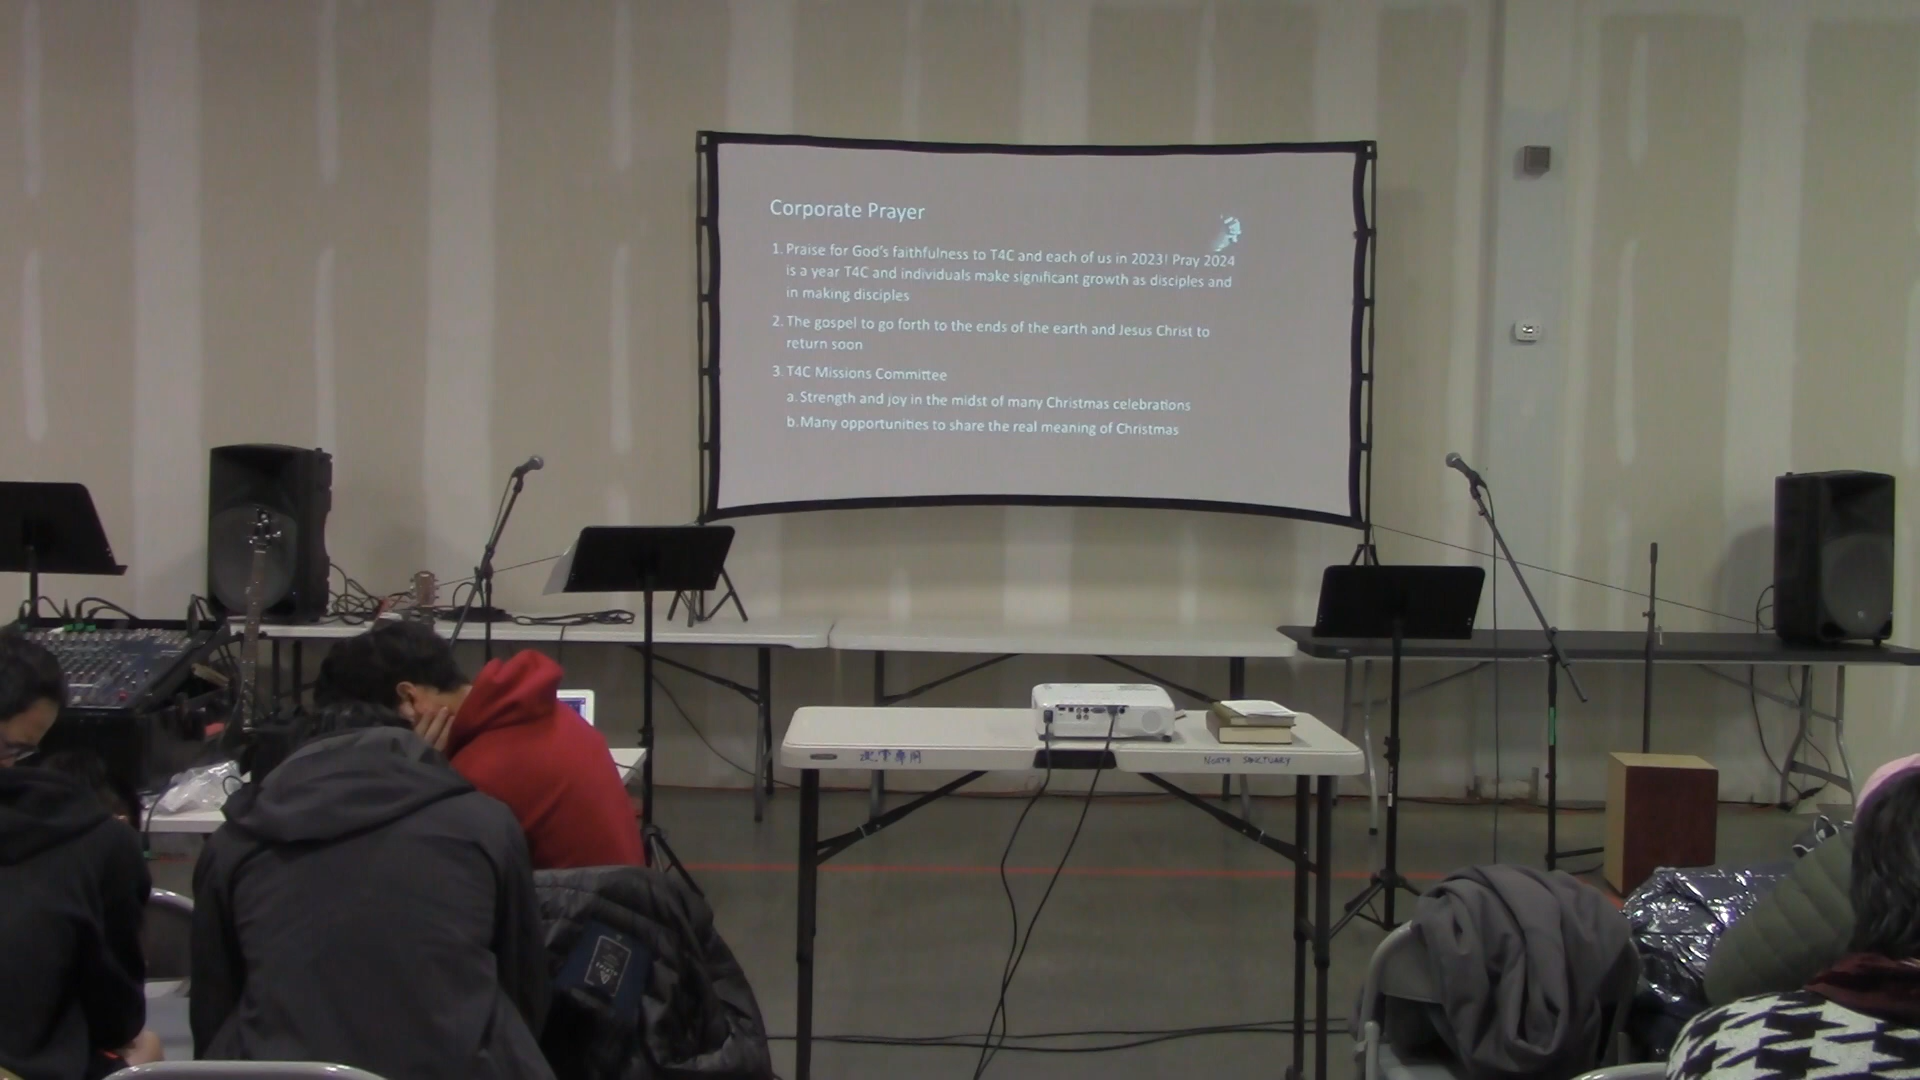 Corporate Prayer
1. Praise for God's faithfulness to T4C and each of us in 2023! Pray 2024
is a year T4C and individuals make significant growth as disciples and
in making disciples
2. The gospel to go forth to the ends of the earth and Jesus Christ to
return soon
3. T4C Missions Committee
a. Strength and joy in the midst of many Christmas celebrations
b. Many opportunities to share the real meaning of Christmas
NORTH SANCTUARY